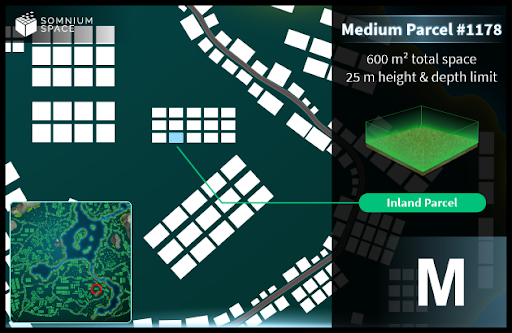 SOMNIUM
SPACE
Medium Parcel #1178
600 m² total space
25 m height & depth limit
Inland Parcel
M